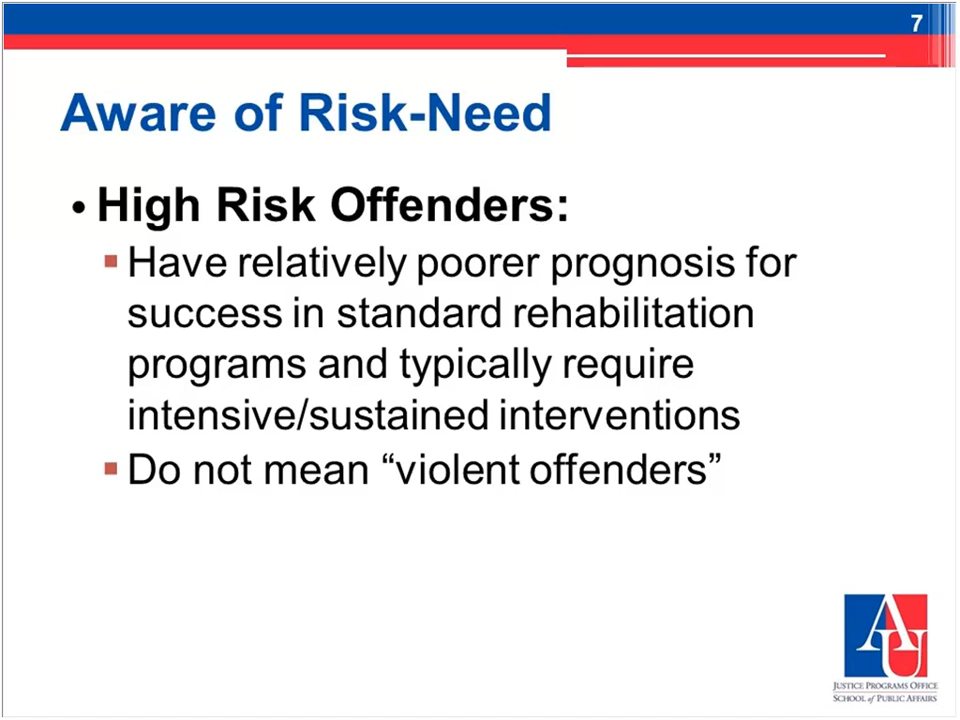 7
Aware of Risk-Need
• High Risk Offenders:
▪ Have relatively poorer prognosis for
success in standard rehabilitation
programs and typically require
intensive/sustained interventions
▪ Do not mean “violent offenders”
AU
JUSTICE PROGRAMS OFFICE
SCHOOL of PUBLIC AFFAIRS